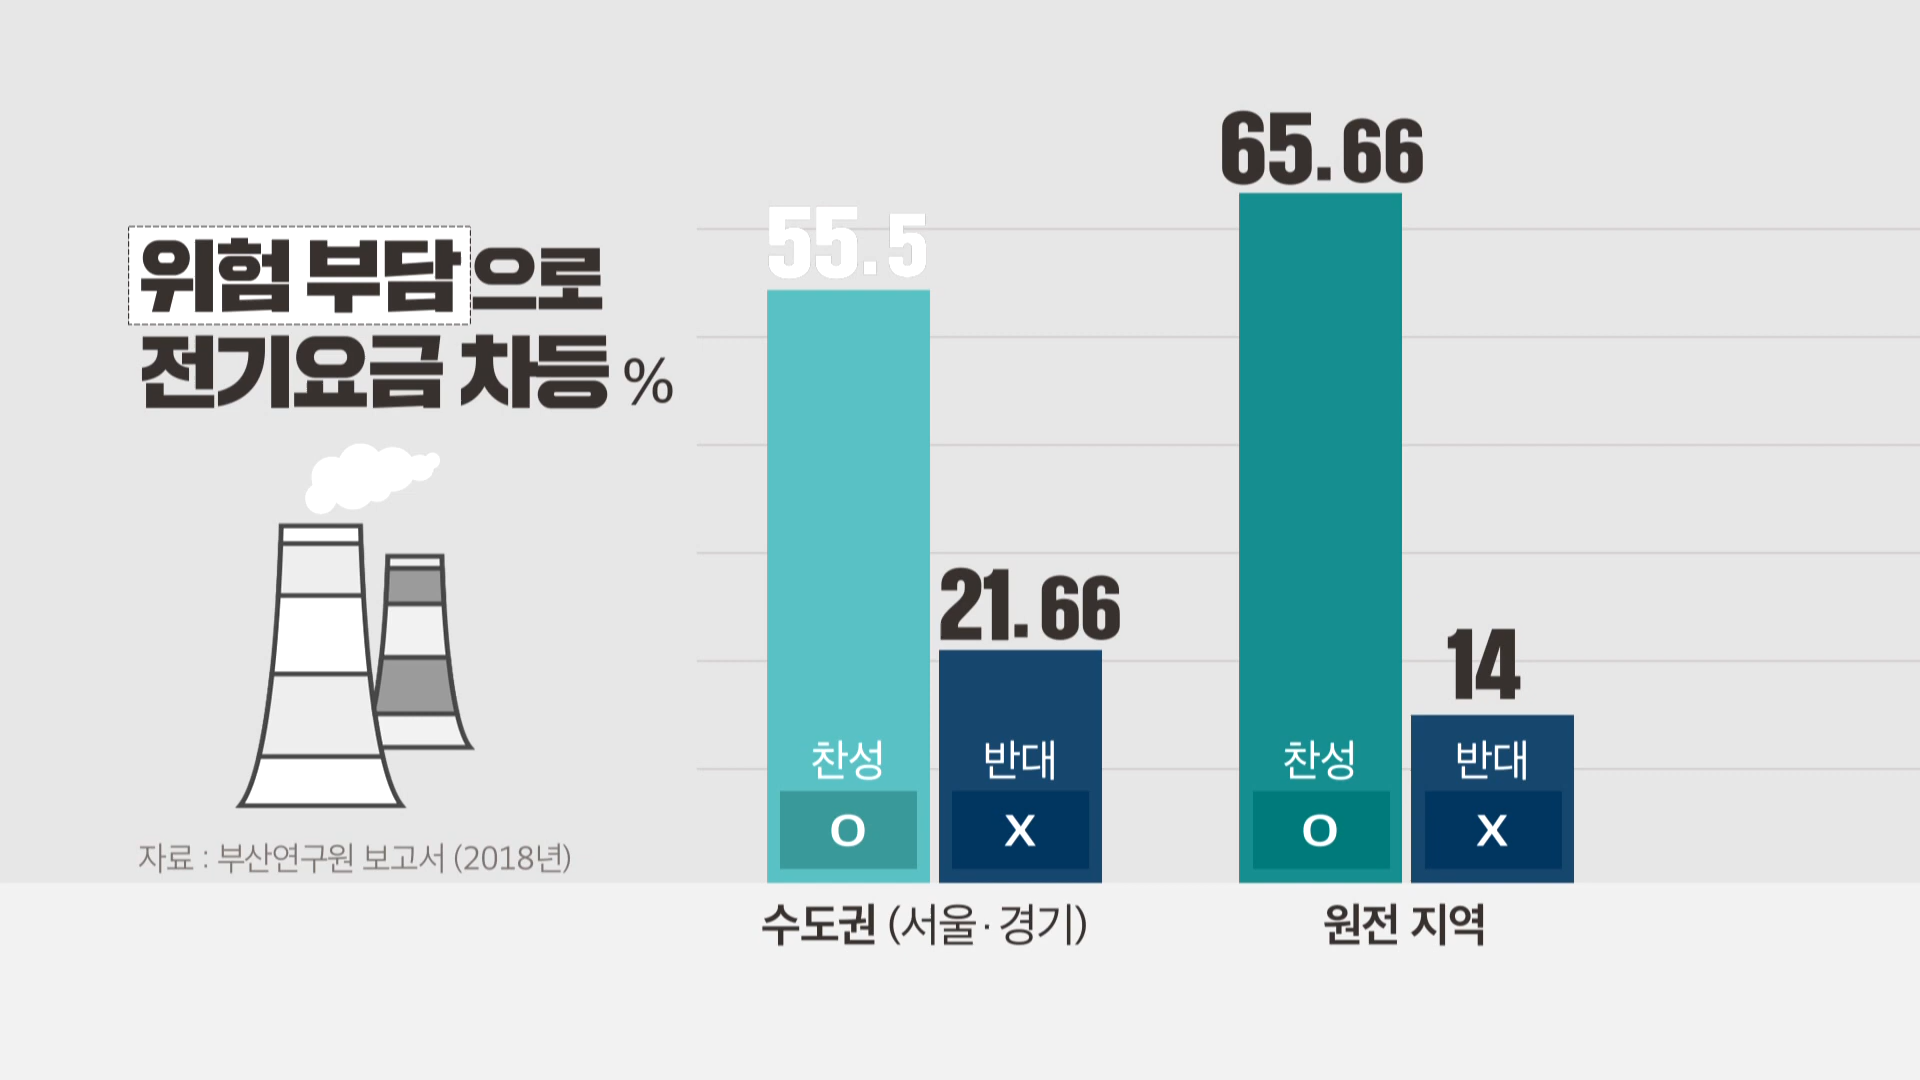 위험 부담으로
전기요금 차등 %
자료 : 부산연구원 보고서 (2018년)
55.5
21.66
찬성
O
반대
X
수도권 (서울·경기)
65.66
14
찬성
O
반대
X
원전 지역